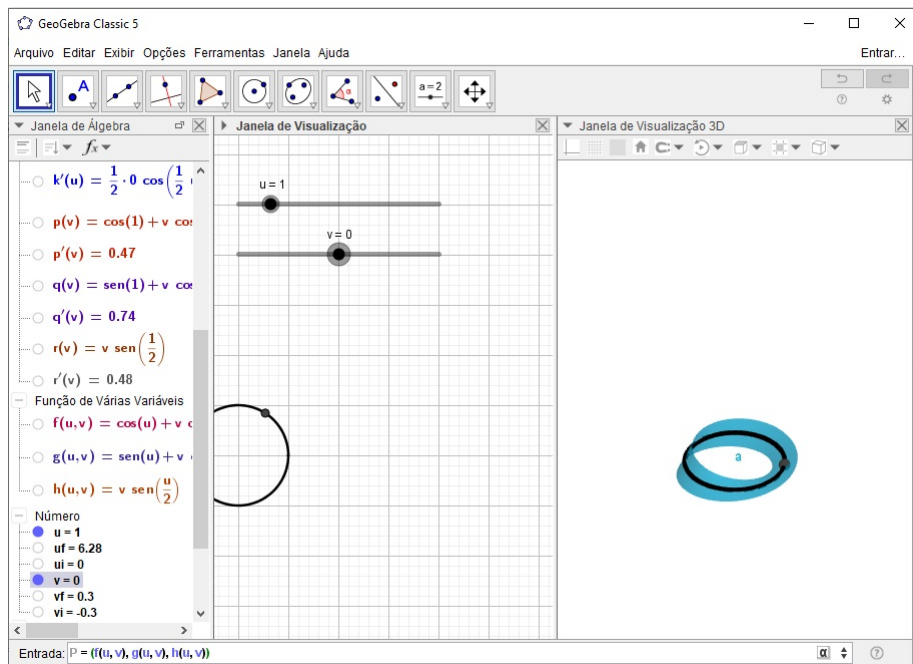 GeoGebra Classic 5
Arquivo Editar Exibir Opções Ferramentas Janela Ajuda Entrar...
A
α
a=2
Janela de Álgebra
Janela de Visualização
Janela de Visualização 3D
fx
k′(u) = 1/2 · 0 cos(1/2
p(v) = cos(1) + v cos
p′(v) = 0.47
q(v) = sen(1) + v cos
q′(v) = 0.74
r(v) = v sen(1/2)
r′(v) = 0.48
Função de Várias Variáveis
f(u,v) = cos(u) + v c
g(u,v) = sen(u) + v
h(u,v) = v sen(u/2)
Número
u = 1
uf = 6.28
ui = 0
v = 0
vf = 0.3
vi = -0.3
u = 1
v = 0
a
Entrada: P = (f(u, v), g(u, v), h(u, v))
α